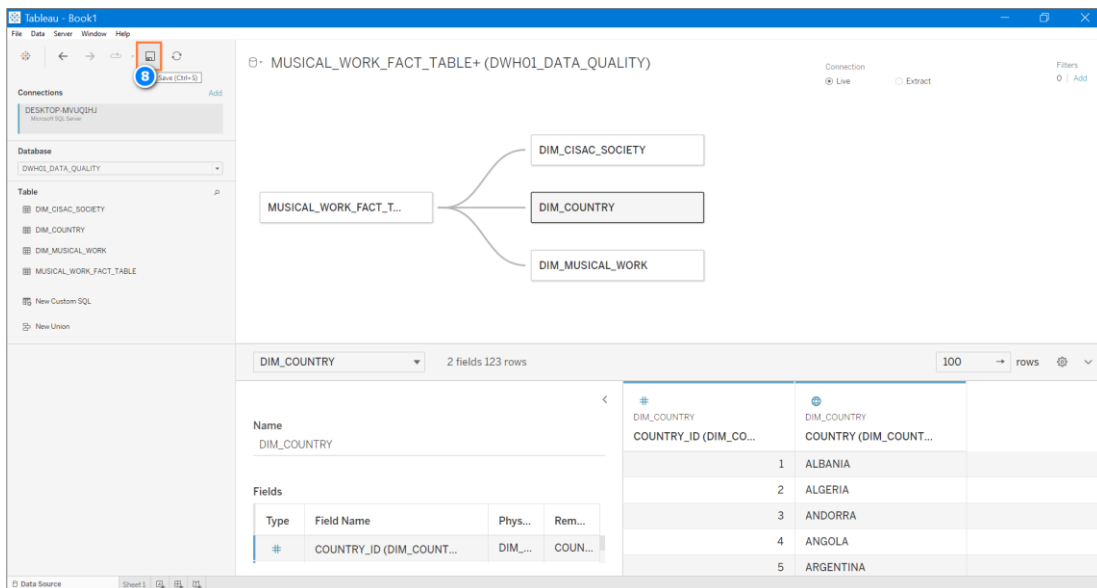 Tableau - Book1
File Data Server Window Help
8
Save (Ctrl+S)
Connections Add
DESKTOP-MVUQ1HJ
Microsoft SQL Server
Database
DWH01_DATA_QUALITY
Table
DIM_CISAC_SOCIETY
DIM_COUNTRY
DIM_MUSICAL_WORK
MUSICAL_WORK_FACT_TABLE
New Custom SQL
New Union
MUSICAL_WORK_FACT_TABLE+ (DWH01_DATA_QUALITY)
Connection
Live Extract
Filters
0 | Add
MUSICAL_WORK_FACT_T...
DIM_CISAC_SOCIETY
DIM_COUNTRY
DIM_MUSICAL_WORK
DIM_COUNTRY 2 fields 123 rows 100 → rows
Name
DIM_COUNTRY
Fields
Type Field Name Phys... Rem...
# COUNTRY_ID (DIM_COUNT... DIM_... COUN...
#
DIM_COUNTRY DIM_COUNTRY
COUNTRY_ID (DIM_CO... COUNTRY (DIM_COUNT...
1 ALBANIA
2 ALGERIA
3 ANDORRA
4 ANGOLA
5 ARGENTINA
Data Source Sheet1